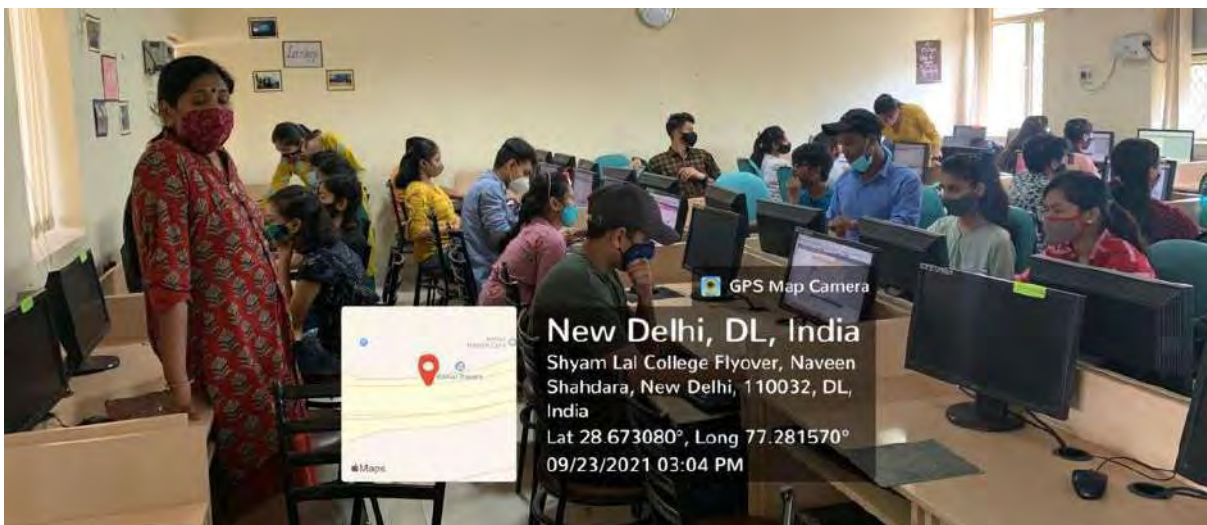 GPS Map Camera
New Delhi, DL, India
Shyam Lal College Flyover, Naveen
Shahdara, New Delhi, 110032, DL,
India
Lat 28.673080°, Long 77.281570°
09/23/2021 03:04 PM
Maps